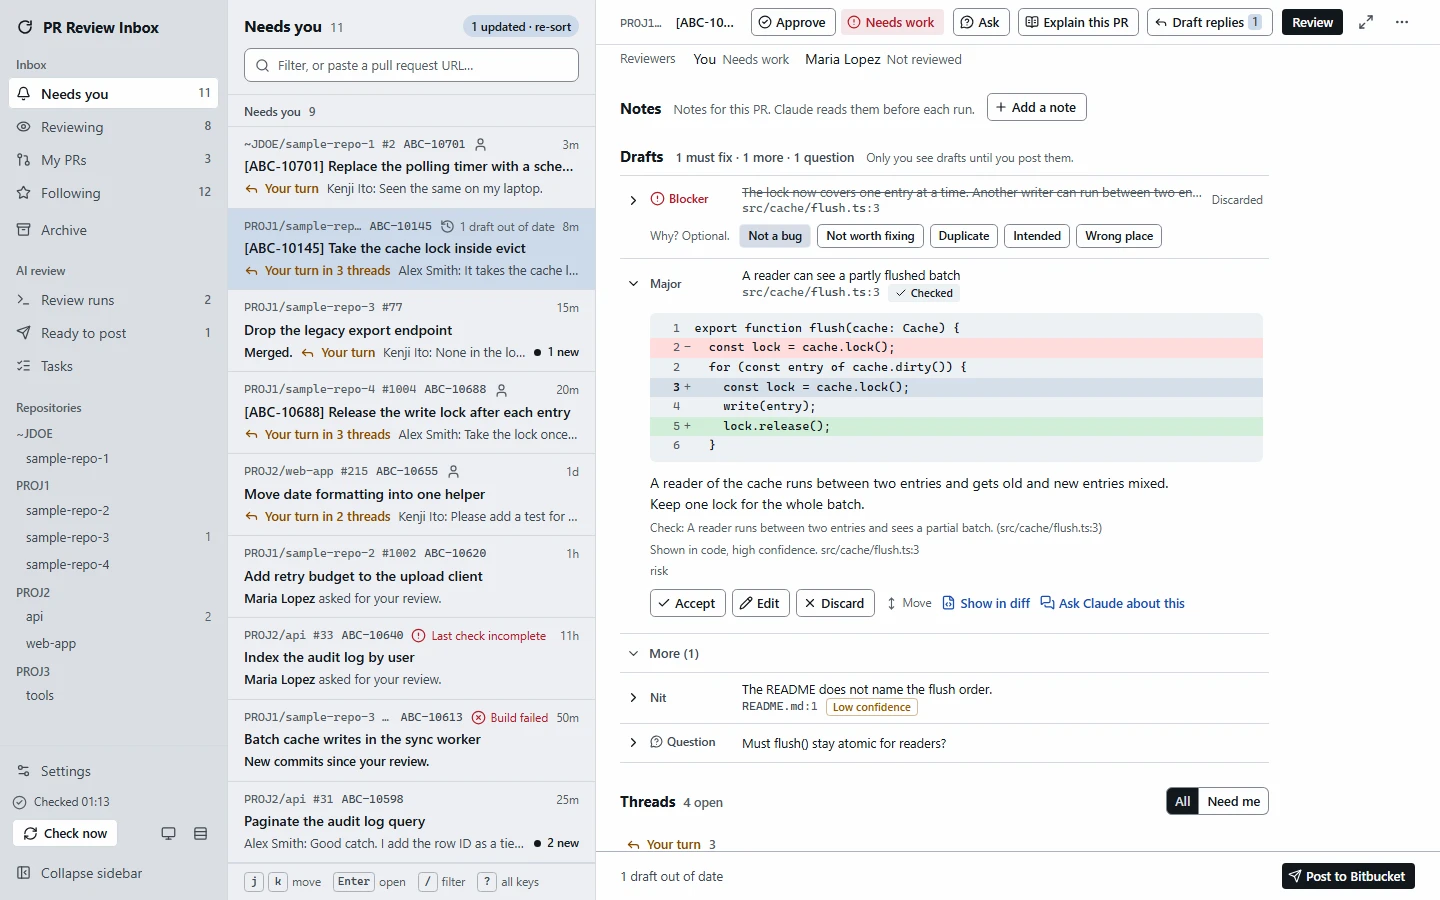 PR Review Inbox
Inbox
Needs you 11
Reviewing 8
My PRs 3
Following 12
Archive
AI review
Review runs 2
Ready to post 1
Tasks
Repositories
~JDOE
sample-repo-1
PROJ1
sample-repo-2
sample-repo-3 1
sample-repo-4
PROJ2
api 2
web-app
PROJ3
tools
Settings
Checked 01:13
Check now
Collapse sidebar
Needs you 11
1 updated · re-sort
Filter, or paste a pull request URL...
Needs you 9
~JDOE/sample-repo-1 #2 ABC-10701 3m
[ABC-10701] Replace the polling timer with a sche...
Your turn Kenji Ito: Seen the same on my laptop.
PROJ1/sample-rep... ABC-10145 1 draft out of date 8m
[ABC-10145] Take the cache lock inside evict
Your turn in 3 threads Alex Smith: It takes the cache l...
PROJ1/sample-repo-3 #77 15m
Drop the legacy export endpoint
Merged. Your turn Kenji Ito: None in the lo... 1 new
PROJ1/sample-repo-4 #1004 ABC-10688 20m
[ABC-10688] Release the write lock after each entry
Your turn in 3 threads Alex Smith: Take the lock once...
PROJ2/web-app #215 ABC-10655 1d
Move date formatting into one helper
Your turn in 2 threads Kenji Ito: Please add a test for ...
PROJ1/sample-repo-2 #1002 ABC-10620 1h
Add retry budget to the upload client
Maria Lopez asked for your review.
PROJ2/api #33 ABC-10640 Last check incomplete 11h
Index the audit log by user
Maria Lopez asked for your review.
PROJ1/sample-repo-3 ... ABC-10613 Build failed 50m
Batch cache writes in the sync worker
New commits since your review.
PROJ2/api #31 ABC-10598 25m
Paginate the audit log query
Alex Smith: Good catch. I add the row ID as a tie... 2 new
j k move Enter open / filter ? all keys
PROJ1... [ABC-10... Approve Needs work Ask Explain this PR Draft replies 1 Review
Reviewers You Needs work Maria Lopez Not reviewed
Notes Notes for this PR. Claude reads them before each run. + Add a note
Drafts 1 must fix · 1 more · 1 question Only you see drafts until you post them.
Blocker The lock now covers one entry at a time. Another writer can run between two en... Discarded
src/cache/flush.ts:3
Why? Optional. Not a bug Not worth fixing Duplicate Intended Wrong place
Major A reader can see a partly flushed batch
src/cache/flush.ts:3 Checked
1 export function flush(cache: Cache) {
2 - const lock = cache.lock();
2 for (const entry of cache.dirty()) {
3 + const lock = cache.lock();
4 write(entry);
5 + lock.release();
6 }
A reader of the cache runs between two entries and gets old and new entries mixed.
Keep one lock for the whole batch.
Check: A reader runs between two entries and sees a partial batch. (src/cache/flush.ts:3)
Shown in code, high confidence. src/cache/flush.ts:3
risk
Accept Edit Discard Move Show in diff Ask Claude about this
More (1)
Nit The README does not name the flush order.
README.md:1 Low confidence
Question Must flush() stay atomic for readers?
Threads 4 open All Need me
Your turn 3
1 draft out of date Post to Bitbucket